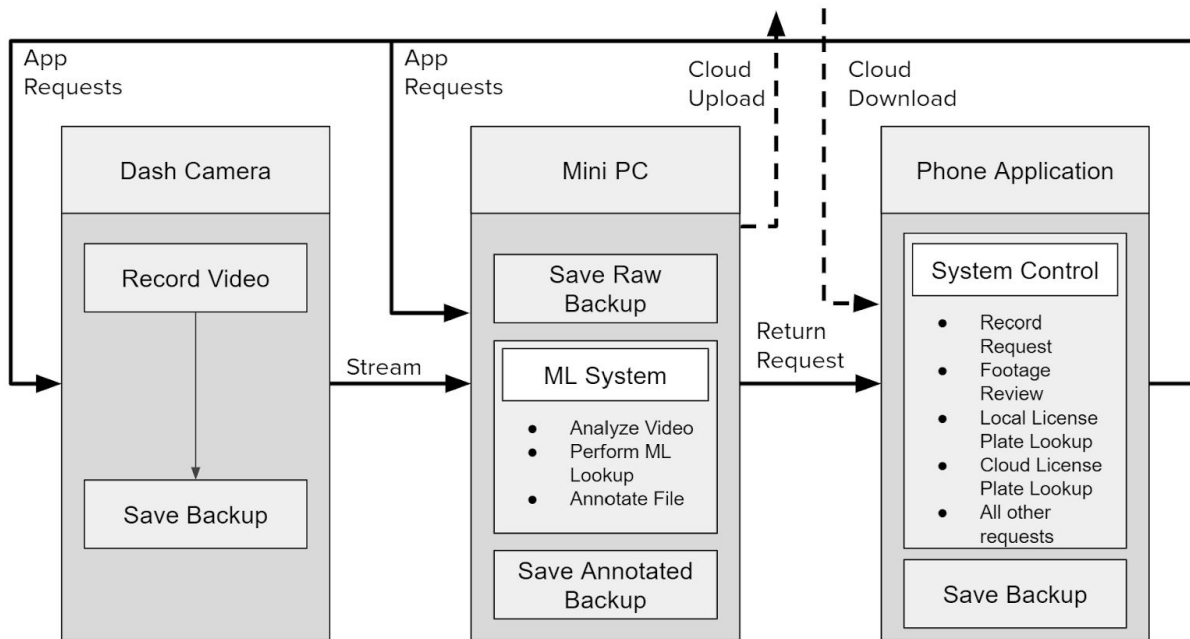 App
Requests
App
Requests
Cloud
Upload
Cloud
Download
Dash Camera
Record Video
Save Backup
Stream
Mini PC
Save Raw
Backup
ML System
● Analyze Video
● Perform ML
Lookup
● Annotate File
Save Annotated
Backup
Return
Request
Phone Application
System Control
● Record
Request
● Footage
Review
● Local License
Plate Lookup
● Cloud License
Plate Lookup
● All other
requests
Save Backup